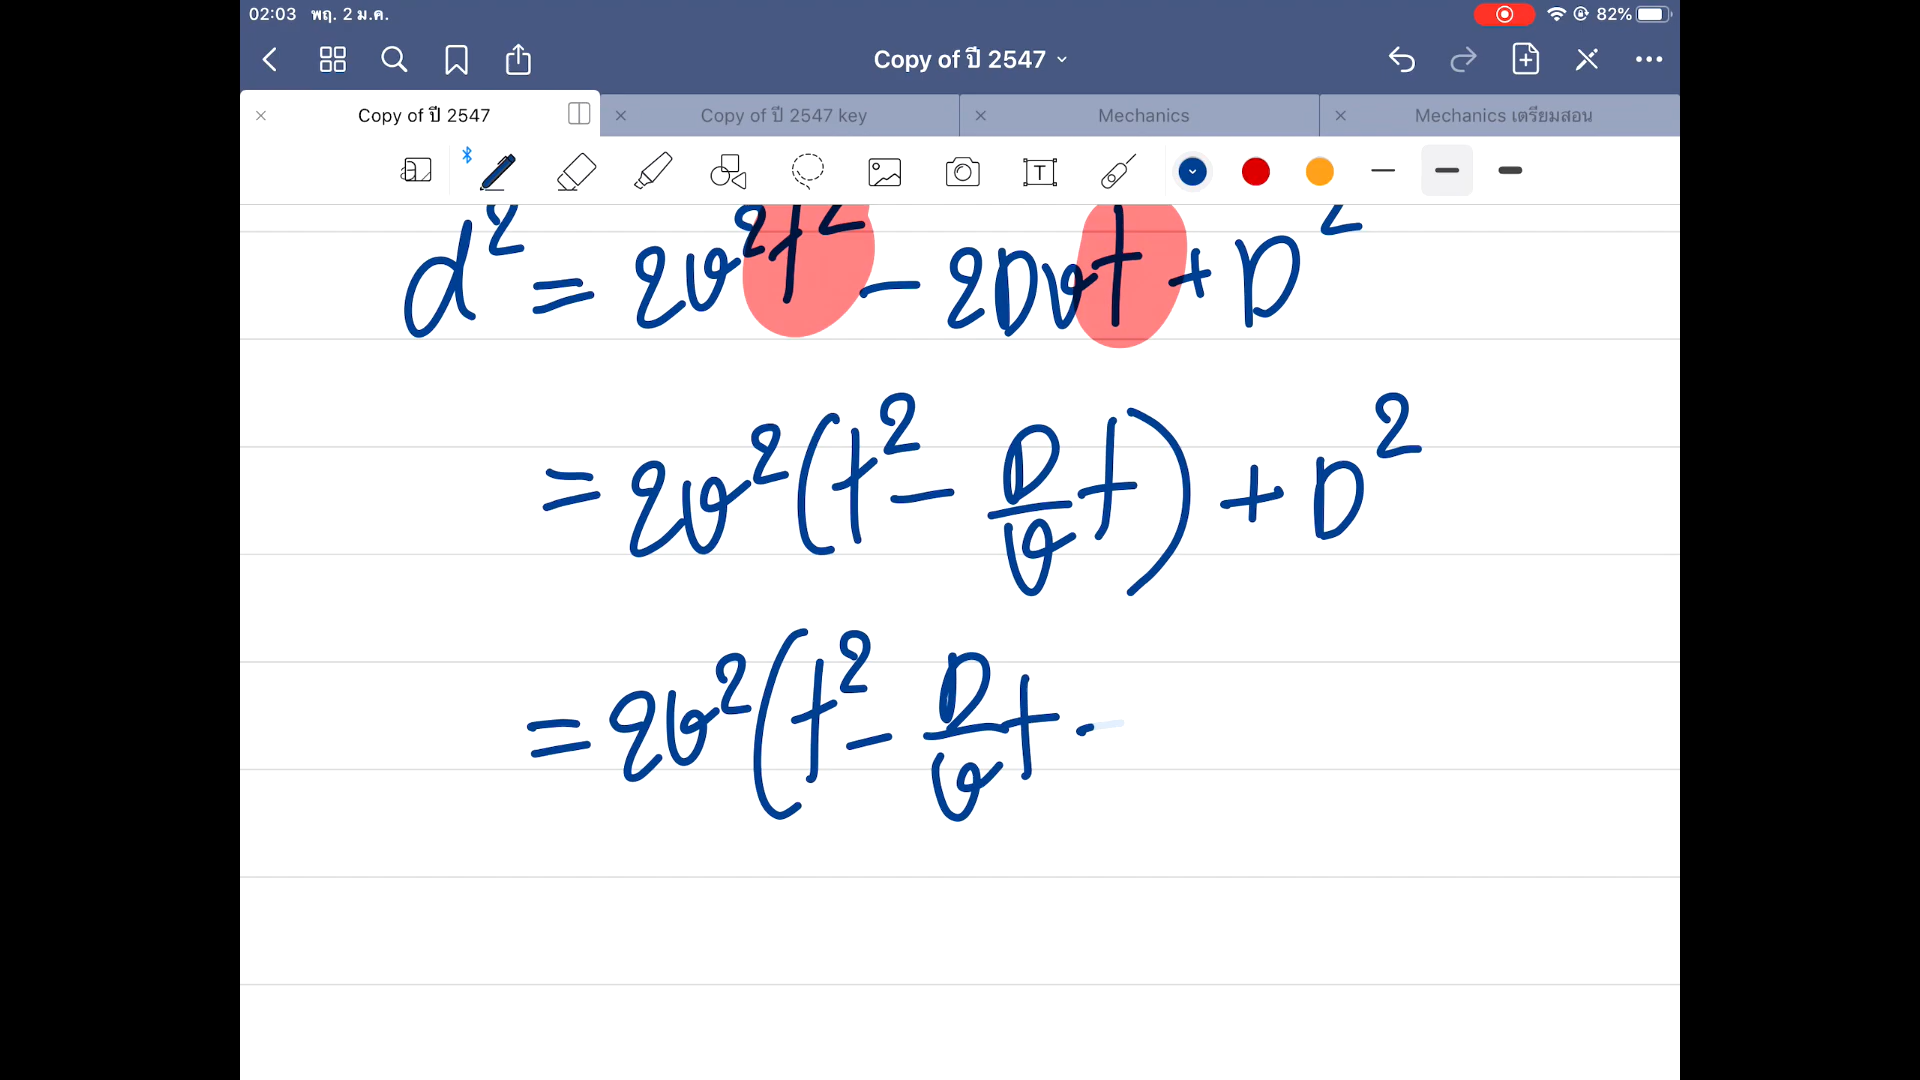 02:03 พฤ. 2 ม.ค. 82%
Copy of ปี 2547
Copy of ปี 2547 Copy of ปี 2547 key Mechanics Mechanics เตรียมสอน
d² = 2v²t² - 2Dvt + D²
= 2v²(t² - D/v t) + D²
= 2v²(t² - D/v t -